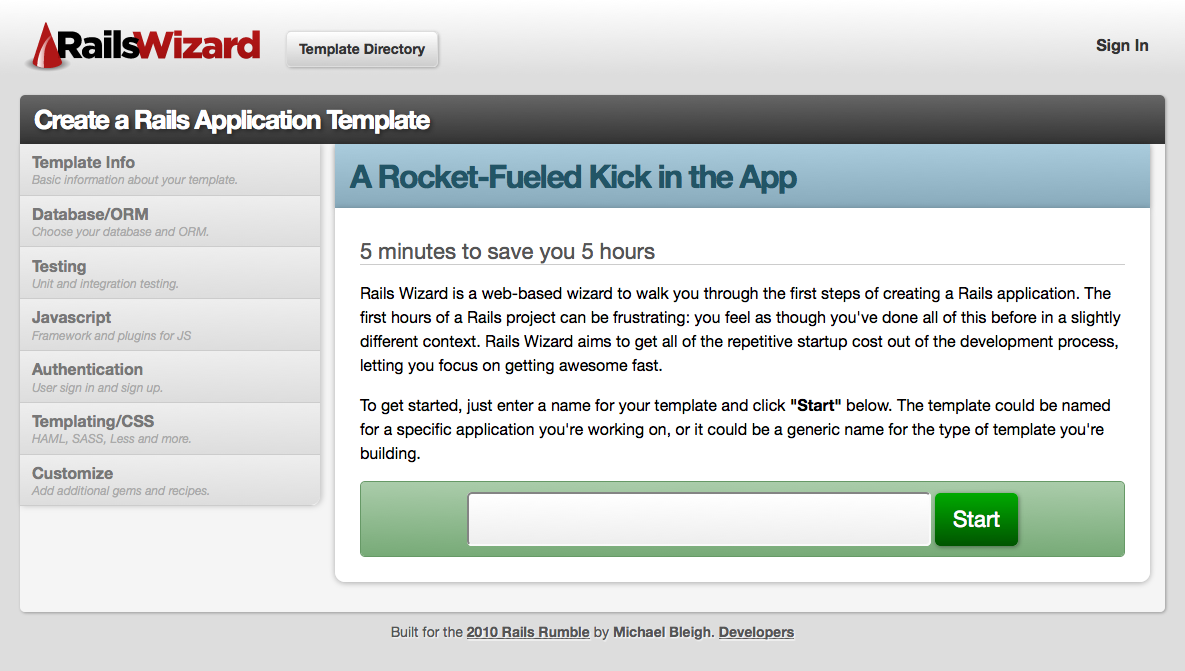 RailsWizard
Template Directory
Sign In
Create a Rails Application Template
Template Info
Basic information about your template.
Database/ORM
Choose your database and ORM.
Testing
Unit and integration testing.
Javascript
Framework and plugins for JS
Authentication
User sign in and sign up.
Templating/CSS
HAML, SASS, Less and more.
Customize
Add additional gems and recipes.
A Rocket-Fueled Kick in the App
5 minutes to save you 5 hours
Rails Wizard is a web-based wizard to walk you through the first steps of creating a Rails application. The
first hours of a Rails project can be frustrating: you feel as though you've done all of this before in a slightly
different context. Rails Wizard aims to get all of the repetitive startup cost out of the development process,
letting you focus on getting awesome fast.
To get started, just enter a name for your template and click "Start" below. The template could be named
for a specific application you're working on, or it could be a generic name for the type of template you're
building.
Start
Built for the 2010 Rails Rumble by Michael Bleigh. Developers